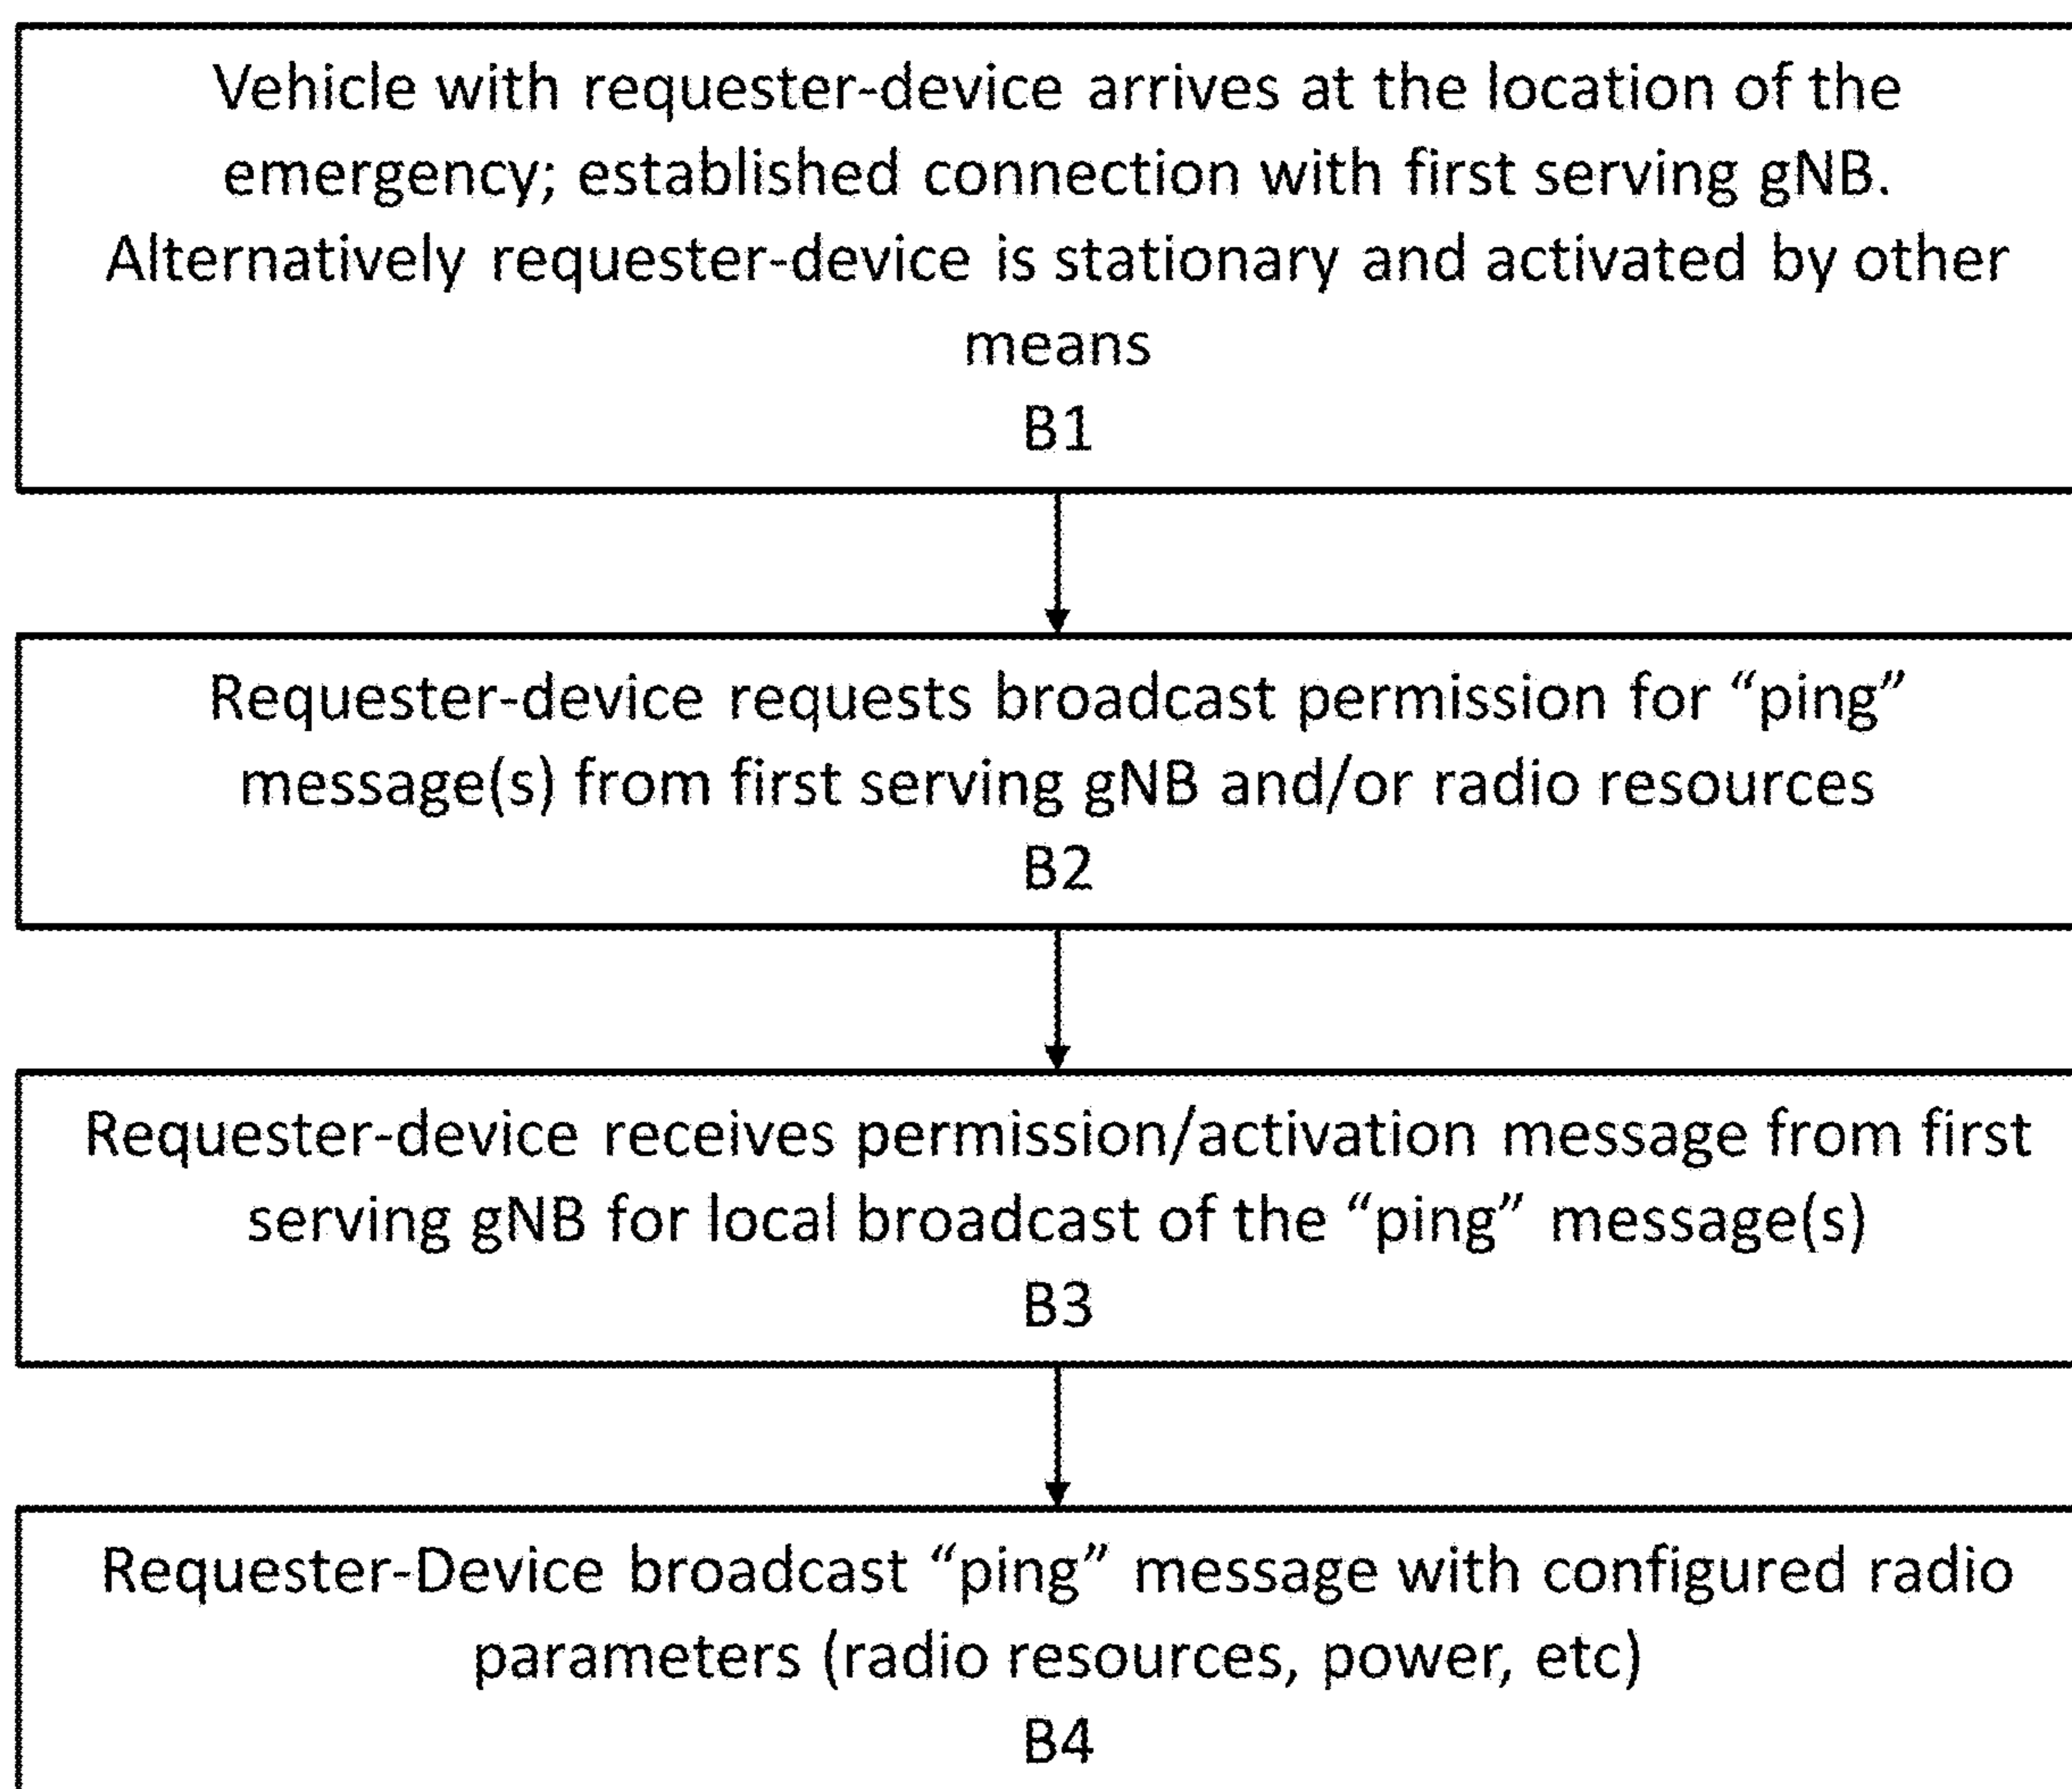 Vehicle with requester-device arrives at the location of the
emergency; established connection with first serving gNB.
Alternatively requester-device is stationary and activated by other
means
B1
Requester-device requests broadcast permission for “ping”
message(s) from first serving gNB and/or radio resources
B2
Requester-device receives permission/activation message from first
serving gNB for local broadcast of the “ping” message(s)
B3
Requester-Device broadcast “ping” message with configured radio
parameters (radio resources, power, etc)
B4